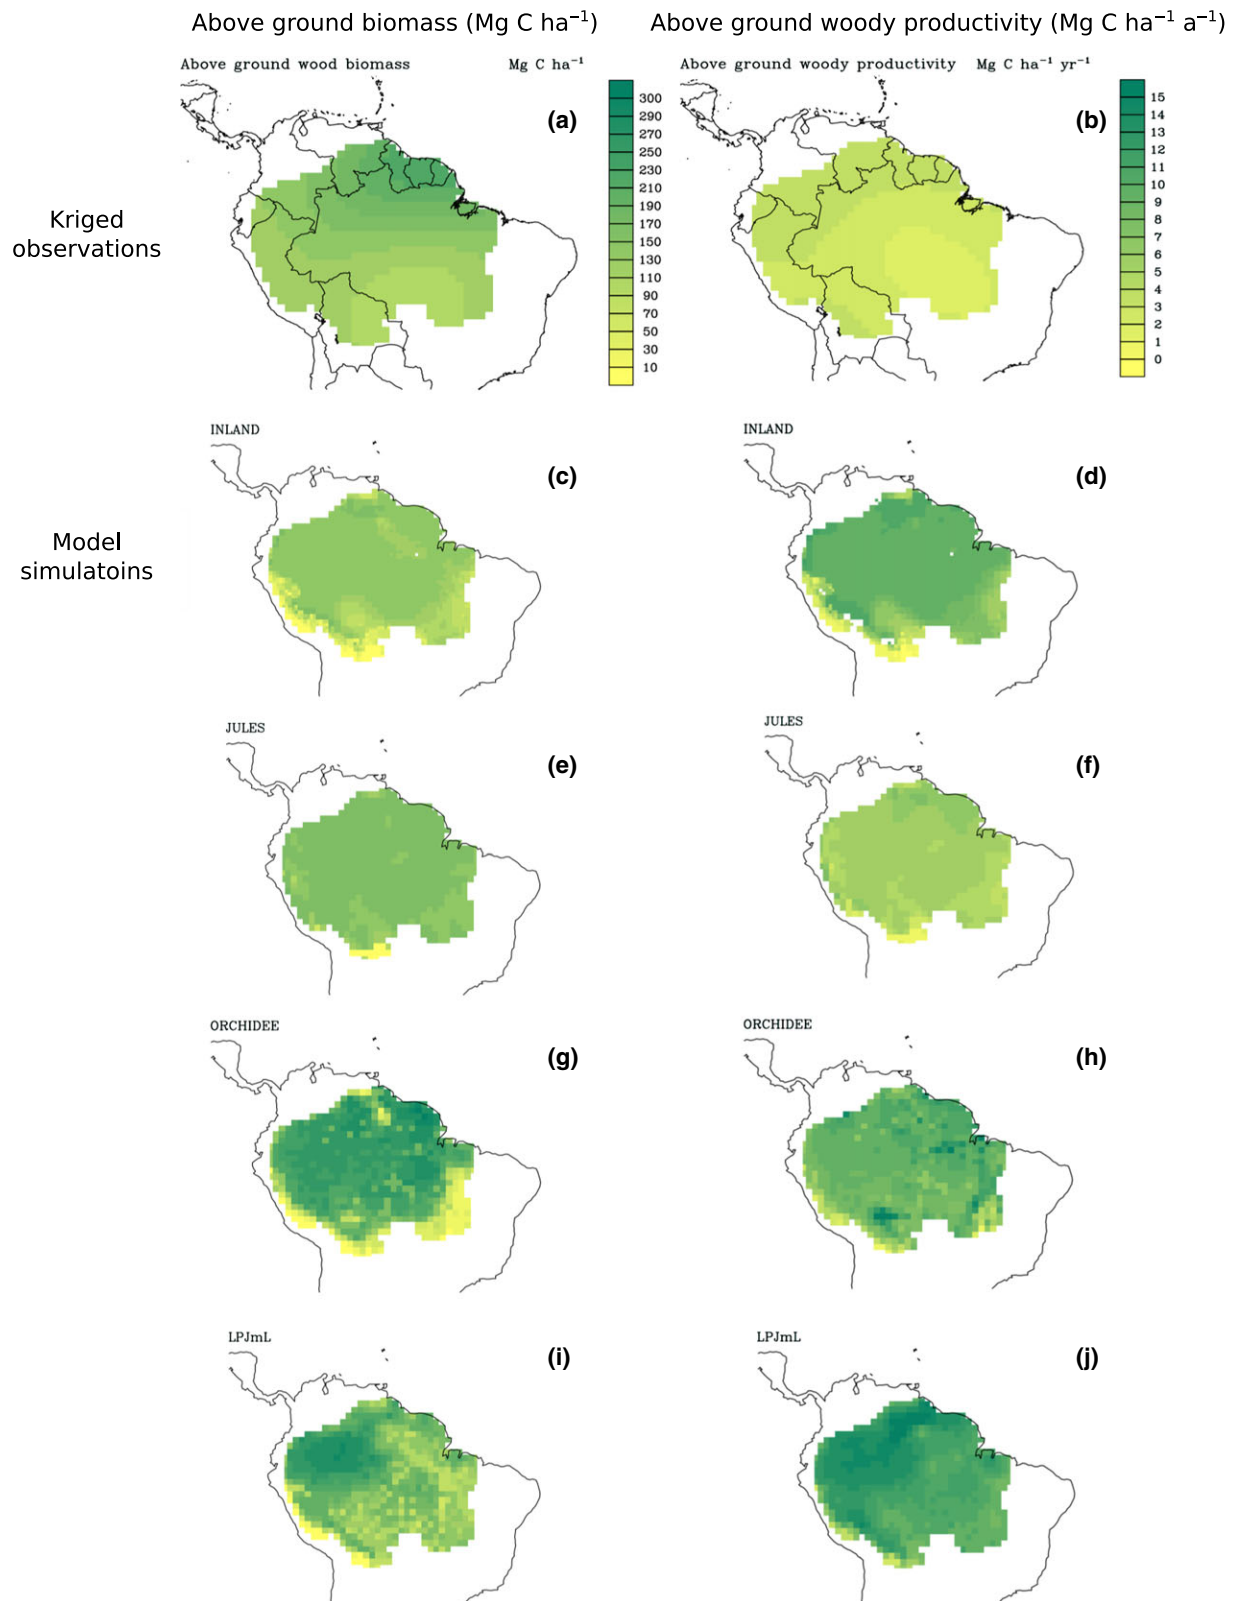 Above ground biomass (Mg C ha⁻¹)
Above ground woody productivity (Mg C ha⁻¹ a⁻¹)
Above ground wood biomass Mg C ha⁻¹
Above ground woody productivity Mg C ha⁻¹ yr⁻¹
(a)
300
290
270
250
230
210
190
170
150
130
110
90
70
50
30
10
(b)
15
14
13
12
11
10
9
8
7
6
5
4
3
2
1
0
Kriged
observations
INLAND
(c)
INLAND
(d)
Model
simulatoins
JULES
(e)
JULES
(f)
ORCHIDEE
(g)
ORCHIDEE
(h)
LPJmL
(i)
LPJmL
(j)